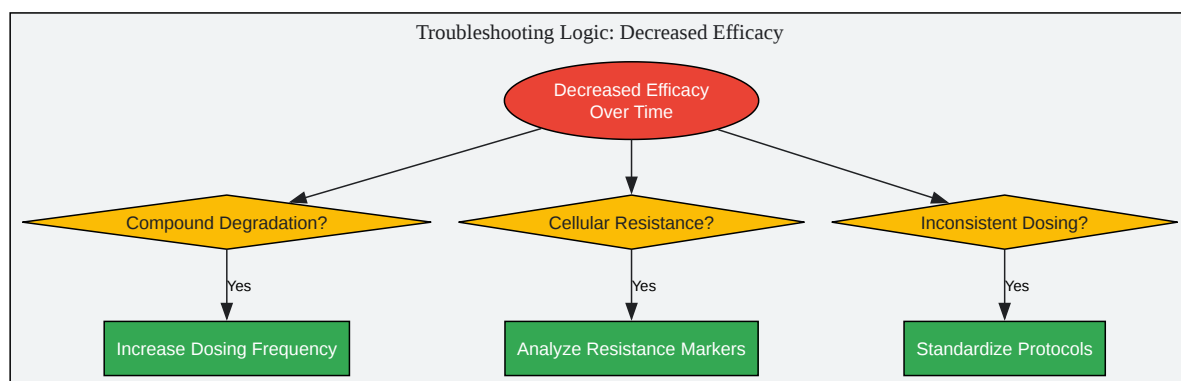 Troubleshooting Logic: Decreased Efficacy
Decreased Efficacy
Over Time
Compound Degradation?
Cellular Resistance?
Inconsistent Dosing?
Yes
Yes
Yes
Increase Dosing Frequency
Analyze Resistance Markers
Standardize Protocols